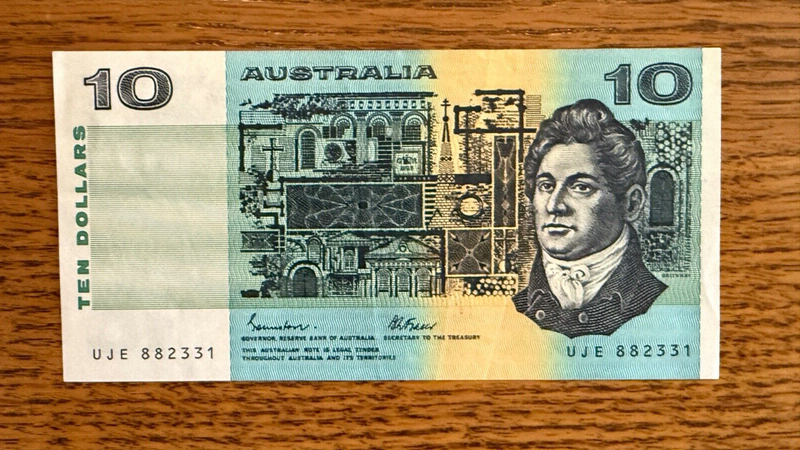 10
AUSTRALIA
10
TEN DOLLARS
GREENWAY
GOVERNOR, RESERVE BANK OF AUSTRALIA
SECRETARY TO THE TREASURY
THIS AUSTRALIAN NOTE IS LEGAL TENDER
THROUGHOUT AUSTRALIA AND ITS TERRITORIES
UJE 882331
UJE 882331